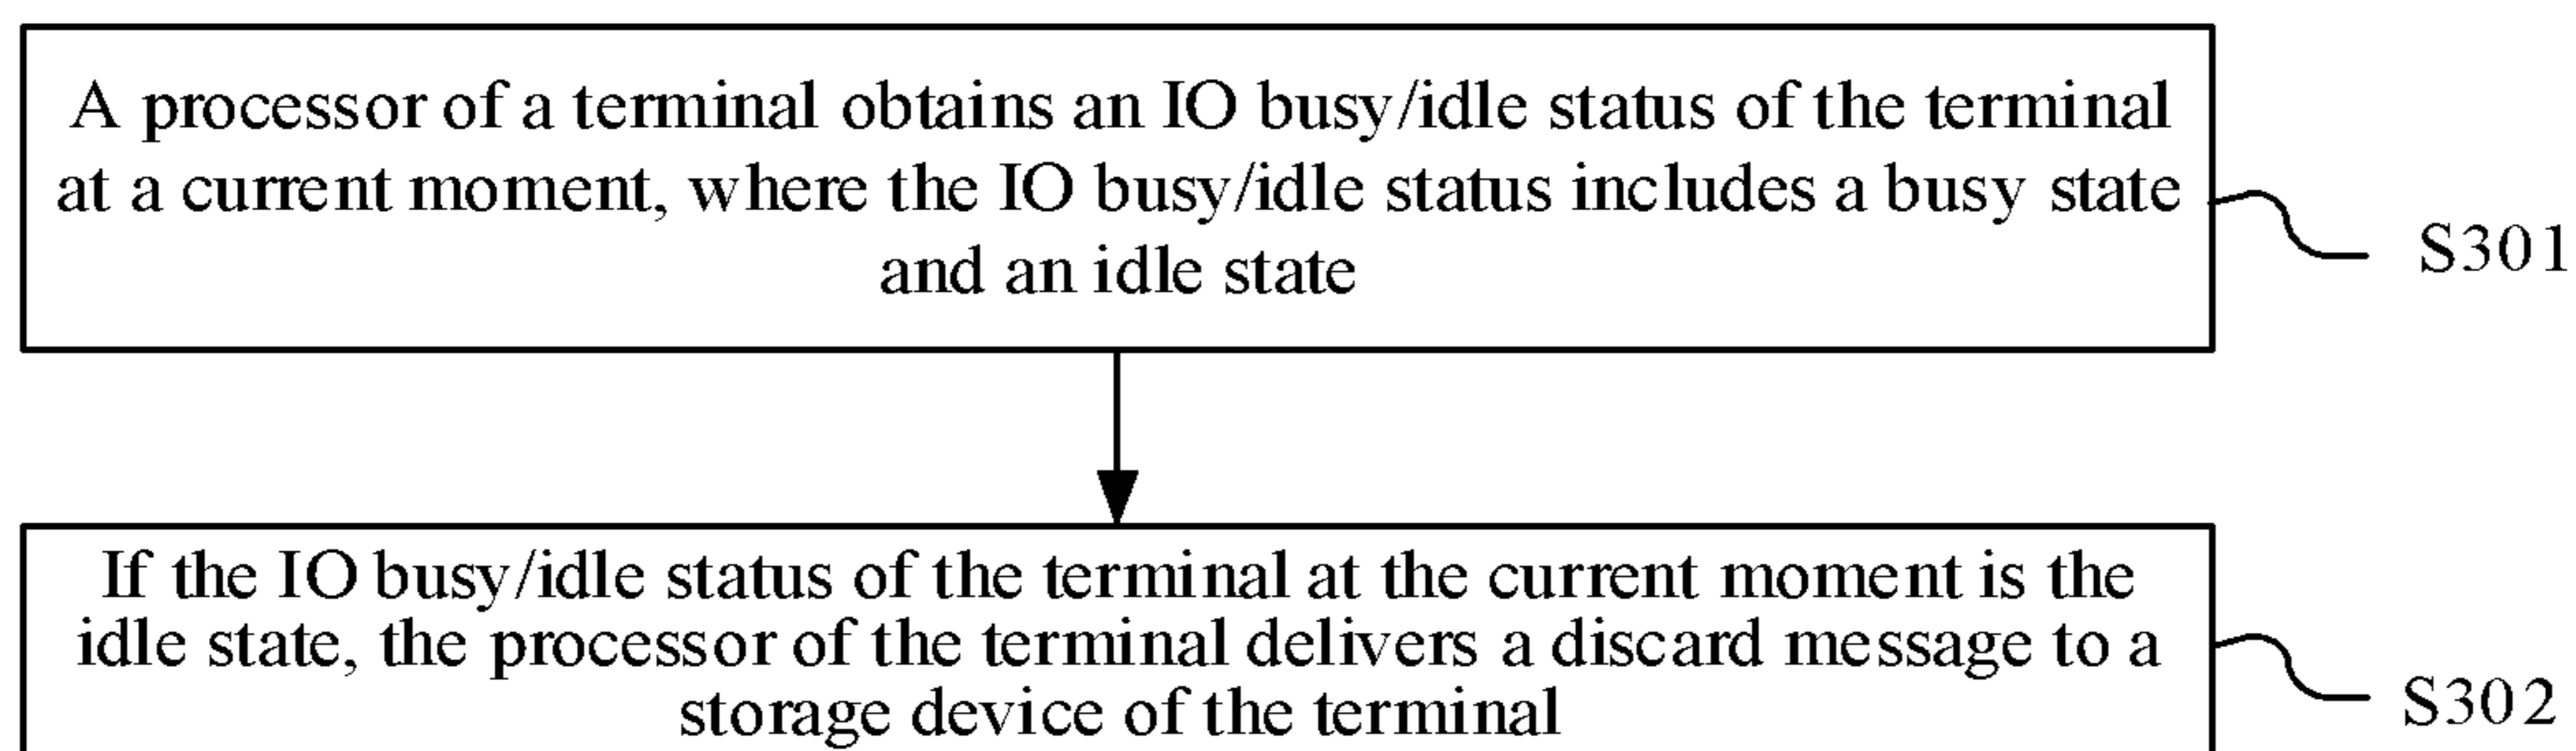 A processor of a terminal obtains an IO busy/idle status of the terminal
at a current moment, where the IO busy/idle status includes a busy state
and an idle state
S301
If the IO busy/idle status of the terminal at the current moment is the
idle state, the processor of the terminal delivers a discard message to a
storage device of the terminal
S302